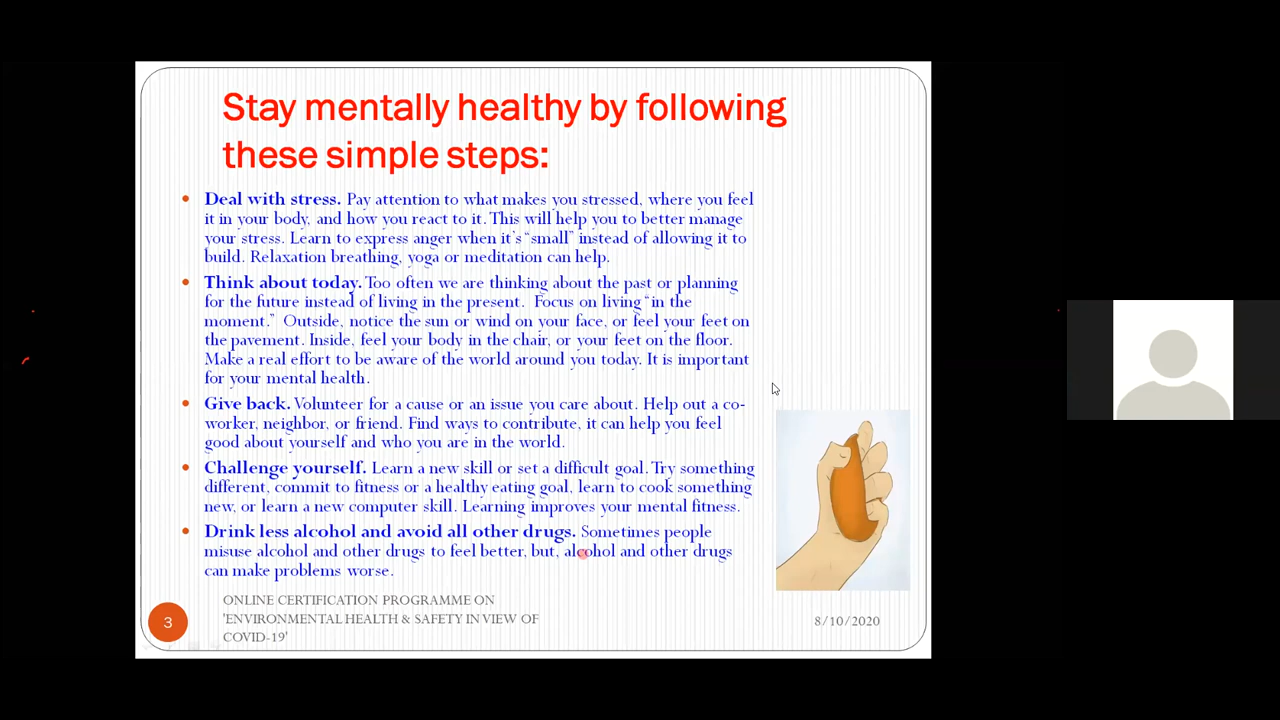 Stay mentally healthy by following
these simple steps:
• Deal with stress. Pay attention to what makes you stressed, where you feel
it in your body, and how you react to it. This will help you to better manage
your stress. Learn to express anger when it's "small" instead of allowing it to
build. Relaxation breathing, yoga or meditation can help.
• Think about today. Too often we are thinking about the past or planning
for the future instead of living in the present. Focus on living "in the
moment." Outside, notice the sun or wind on your face, or feel your feet on
the pavement. Inside, feel your body in the chair, or your feet on the floor.
Make a real effort to be aware of the world around you today. It is important
for your mental health.
• Give back. Volunteer for a cause or an issue you care about. Help out a co-
worker, neighbor, or friend. Find ways to contribute, it can help you feel
good about yourself and who you are in the world.
• Challenge yourself. Learn a new skill or set a difficult goal. Try something
different, commit to fitness or a healthy eating goal, learn to cook something
new, or learn a new computer skill. Learning improves your mental fitness.
• Drink less alcohol and avoid all other drugs. Sometimes people
misuse alcohol and other drugs to feel better, but, alcohol and other drugs
can make problems worse.
3
ONLINE CERTIFICATION PROGRAMME ON
'ENVIRONMENTAL HEALTH & SAFETY IN VIEW OF
COVID-19'
8/10/2020